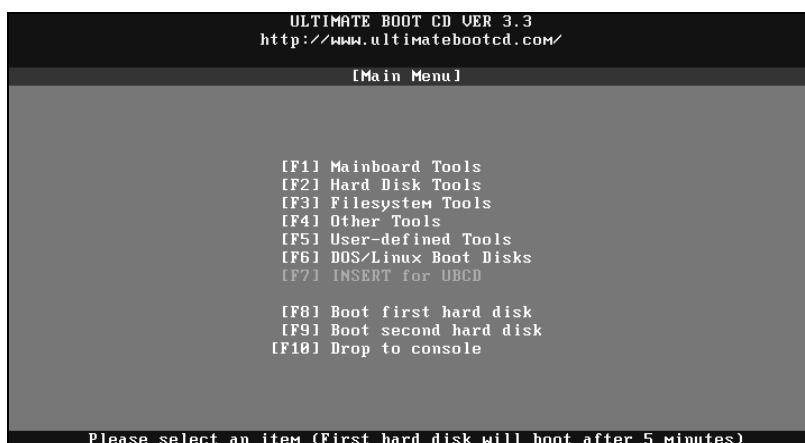 ULTIMATE BOOT CD VER 3.3
http://www.ultimatebootcd.com/
[Main Menu]
[F1] Mainboard Tools
[F2] Hard Disk Tools
[F3] Filesystem Tools
[F4] Other Tools
[F5] User-defined Tools
[F6] DOS/Linux Boot Disks
[F7] INSERT for UBCD
[F8] Boot first hard disk
[F9] Boot second hard disk
[F10] Drop to console
Please select an item (First hard disk will boot after 5 minutes)